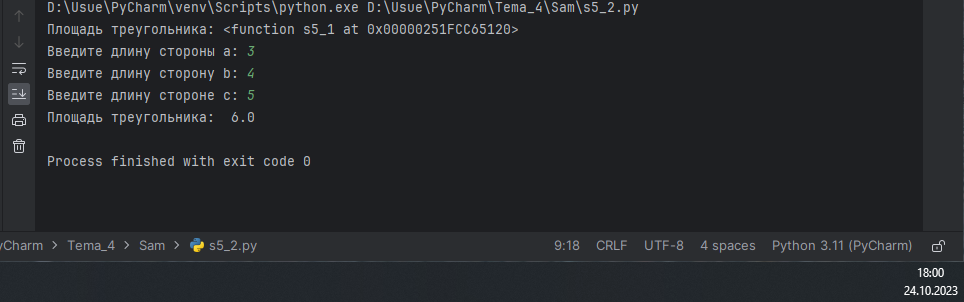 D:\Usue\PyCharm\venv\Scripts\python.exe D:\Usue\PyCharm\Tema_4\Sam\s5_2.py
Площадь треугольника: <function s5_1 at 0x00000251FCC65120>
Введите длину стороны a: 3
Введите длину сторону b: 4
Введите длину стороне c: 5
Площадь треугольника:  6.0
Process finished with exit code 0
yCharm > Tema_4 > Sam > s5_2.py 9:18 CRLF UTF-8 4 spaces Python 3.11 (PyCharm)
18:00
24.10.2023